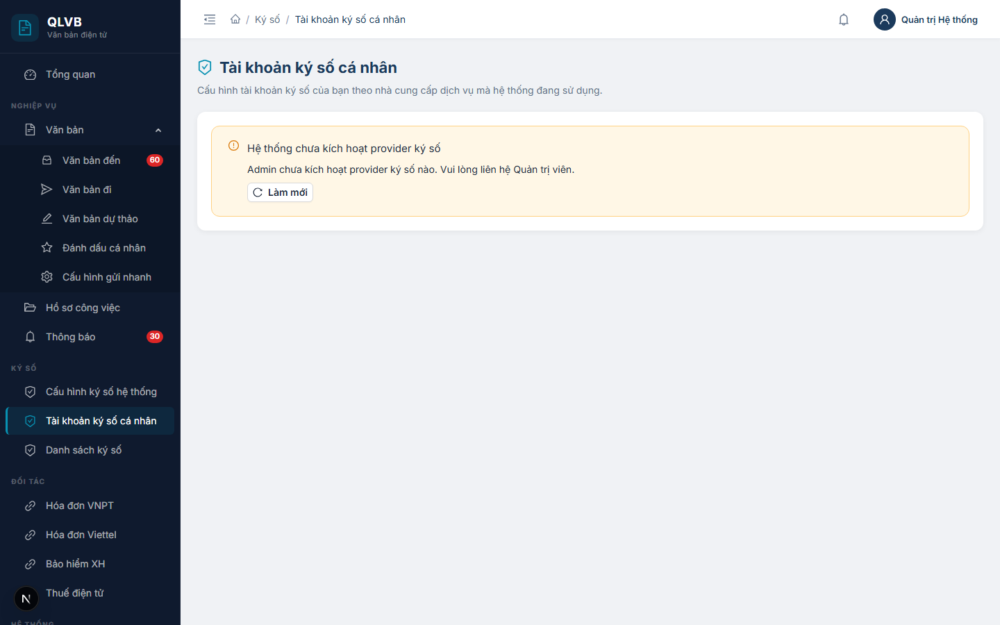 QLVB
Văn bản điện tử
Tổng quan
NGHIỆP VỤ
Văn bản
Văn bản đến 60
Văn bản đi
Văn bản dự thảo
Đánh dấu cá nhân
Cấu hình gửi nhanh
Hồ sơ công việc
Thông báo 30
KÝ SỐ
Cấu hình ký số hệ thống
Tài khoản ký số cá nhân
Danh sách ký số
ĐỐI TÁC
Hóa đơn VNPT
Hóa đơn Viettel
Bảo hiểm XH
Thuế điện tử
HỆ THỐNG
N
/ Ký số / Tài khoản ký số cá nhân
Quản trị Hệ thống
Tài khoản ký số cá nhân
Cấu hình tài khoản ký số của bạn theo nhà cung cấp dịch vụ mà hệ thống đang sử dụng.
Hệ thống chưa kích hoạt provider ký số
Admin chưa kích hoạt provider ký số nào. Vui lòng liên hệ Quản trị viên.
Làm mới